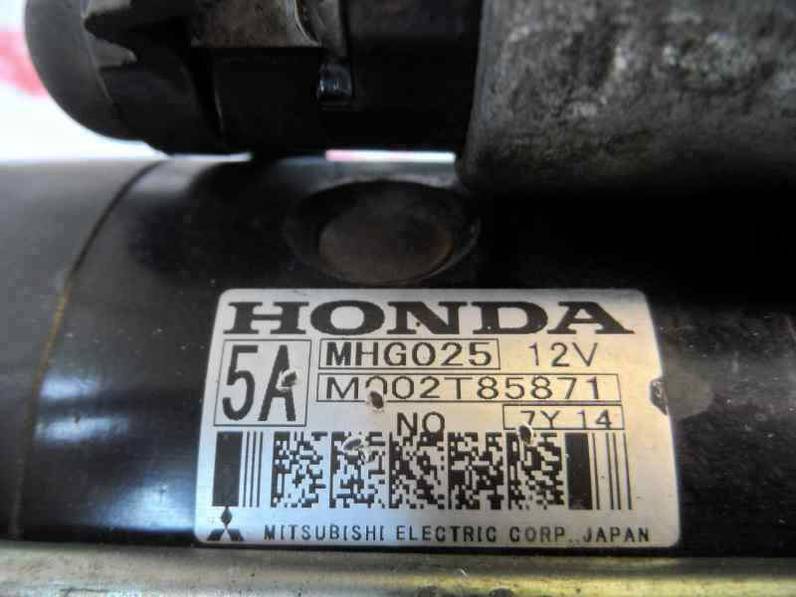 HONDA
5A MHG025 12V
M002T85871
NO 7Y 14
MITSUBISHI ELECTRIC CORP., JAPAN